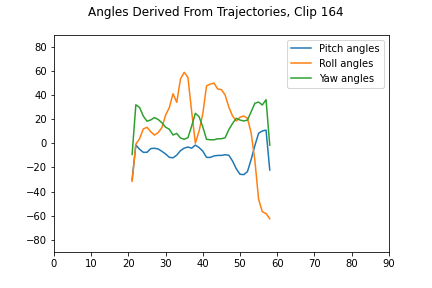 Angles Derived From Trajectories, Clip 164
Pitch angles
Roll angles
Yaw angles
80
60
40
20
0
−20
−40
−60
−80
0 10 20 30 40 50 60 70 80 90